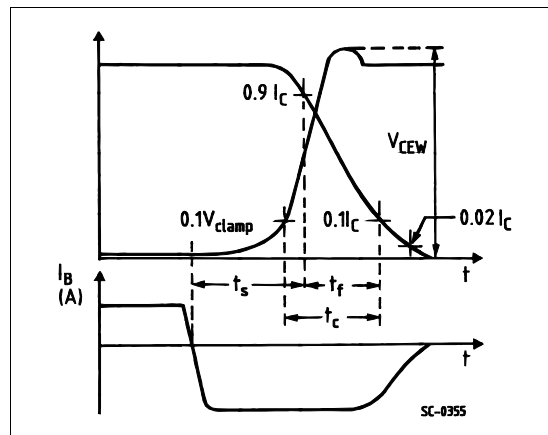 0.9 I_C
V_CEW
0.1V_clamp
0.1I_C
0.02 I_C
t
I_B
(A)
t_s
t_f
t_c
t
SC-0355